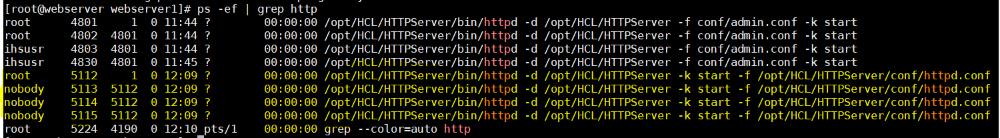 [root@webserver webserver1]# ps -ef | grep http
root 4801 1 0 11:44 ? 00:00:00 /opt/HCL/HTTPServer/bin/httpd -d /opt/HCL/HTTPServer -f conf/admin.conf -k start
root 4802 4801 0 11:44 ? 00:00:00 /opt/HCL/HTTPServer/bin/httpd -d /opt/HCL/HTTPServer -f conf/admin.conf -k start
ihsusr 4803 4801 0 11:44 ? 00:00:00 /opt/HCL/HTTPServer/bin/httpd -d /opt/HCL/HTTPServer -f conf/admin.conf -k start
ihsusr 4830 4801 0 11:45 ? 00:00:00 /opt/HCL/HTTPServer/bin/httpd -d /opt/HCL/HTTPServer -f conf/admin.conf -k start
root 5112 1 0 12:09 ? 00:00:00 /opt/HCL/HTTPServer/bin/httpd -d /opt/HCL/HTTPServer -k start -f /opt/HCL/HTTPServer/conf/httpd.conf
nobody 5113 5112 0 12:09 ? 00:00:00 /opt/HCL/HTTPServer/bin/httpd -d /opt/HCL/HTTPServer -k start -f /opt/HCL/HTTPServer/conf/httpd.conf
nobody 5114 5112 0 12:09 ? 00:00:00 /opt/HCL/HTTPServer/bin/httpd -d /opt/HCL/HTTPServer -k start -f /opt/HCL/HTTPServer/conf/httpd.conf
nobody 5115 5112 0 12:09 ? 00:00:00 /opt/HCL/HTTPServer/bin/httpd -d /opt/HCL/HTTPServer -k start -f /opt/HCL/HTTPServer/conf/httpd.conf
root 5224 4190 0 12:10 pts/1 00:00:00 grep --color=auto http